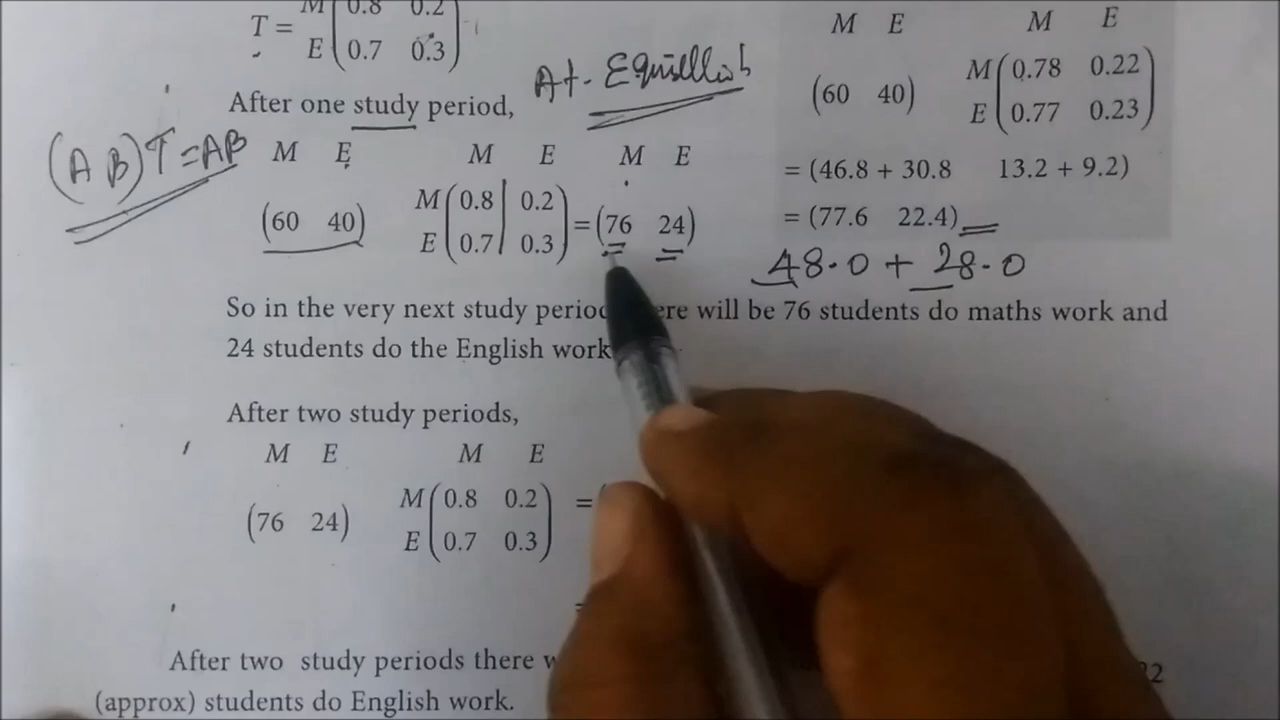 M 0.8 0.2
T =
E 0.7 0.3
After one study period,
At-
(A B) T = AB
M E M E M E
M 0.8 0.2
(60 40) = (76 24)
E 0.7 0.3
So in the very next study there will be 76 students do maths work and
24 students do the English work
After two study periods,
M E M E
M 0.8 0.2
(76 24) =
E 0.7 0.3
=
After two study periods there
(approx) students do English work.
M E M E
M 0.78 0.22
(60 40)
E 0.77 0.23
= (46.8 + 30.8 13.2 + 9.2)
= (77.6 22.4)
48.0 + 28.0